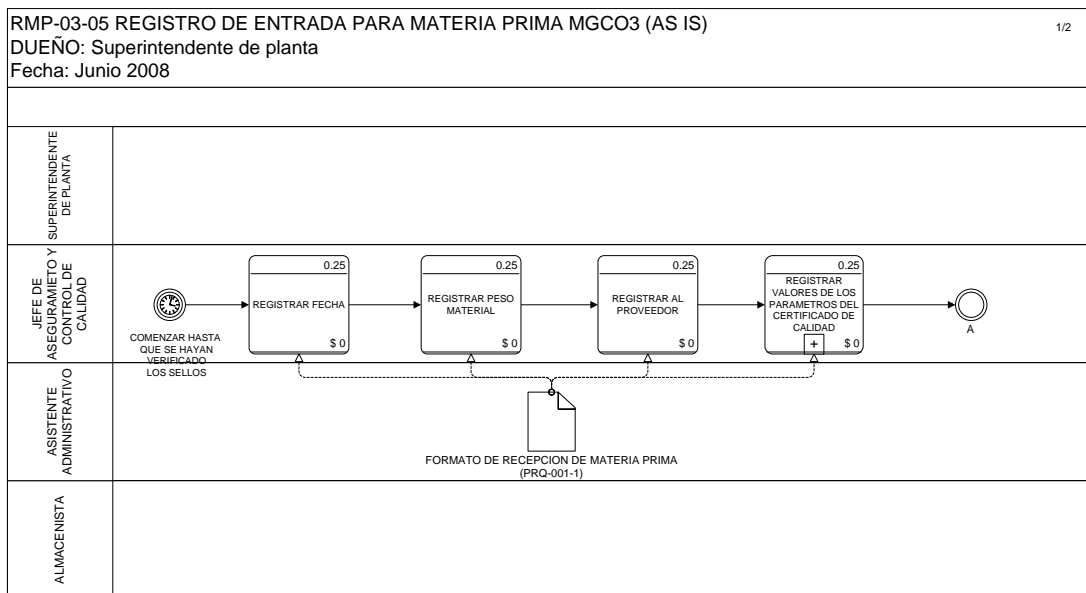 RMP-03-05 REGISTRO DE ENTRADA PARA MATERIA PRIMA MGCO3 (AS IS)
1/2
DUEÑO: Superintendente de planta
Fecha: Junio 2008
SUPERINTENDENTE
DE PLANTA
JEFE DE
ASEGURAMIETO Y
CONTROL DE
CALIDAD
COMENZAR HASTA
QUE SE HAYAN
VERIFICADO
LOS SELLOS
0.25
REGISTRAR FECHA
$ 0
0.25
REGISTRAR PESO
MATERIAL
$ 0
0.25
REGISTRAR AL
PROVEEDOR
$ 0
0.25
REGISTRAR
VALORES DE LOS
PARAMETROS DEL
CERTIFICADO DE
CALIDAD
+
$ 0
A
ASISTENTE
ADMINISTRATIVO
FORMATO DE RECEPCION DE MATERIA PRIMA
(PRQ-001-1)
ALMACENISTA